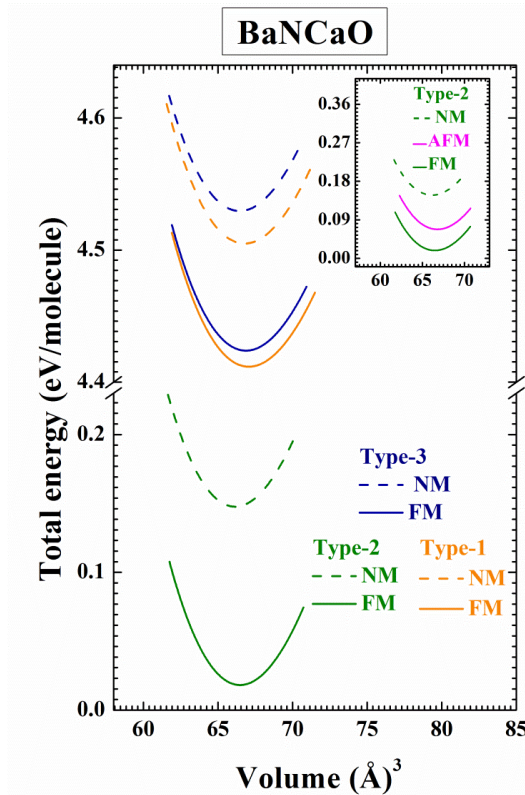 BaNCaO
Total energy (eV/molecule)
4.6
4.5
4.4
0.2
0.1
0.0
Type-2
NM
AFM
FM
0.36
0.27
0.18
0.09
0.00
60
65
70
Type-3
NM
FM
Type-2
NM
FM
Type-1
NM
FM
60
65
70
75
80
85
Volume (Å)³